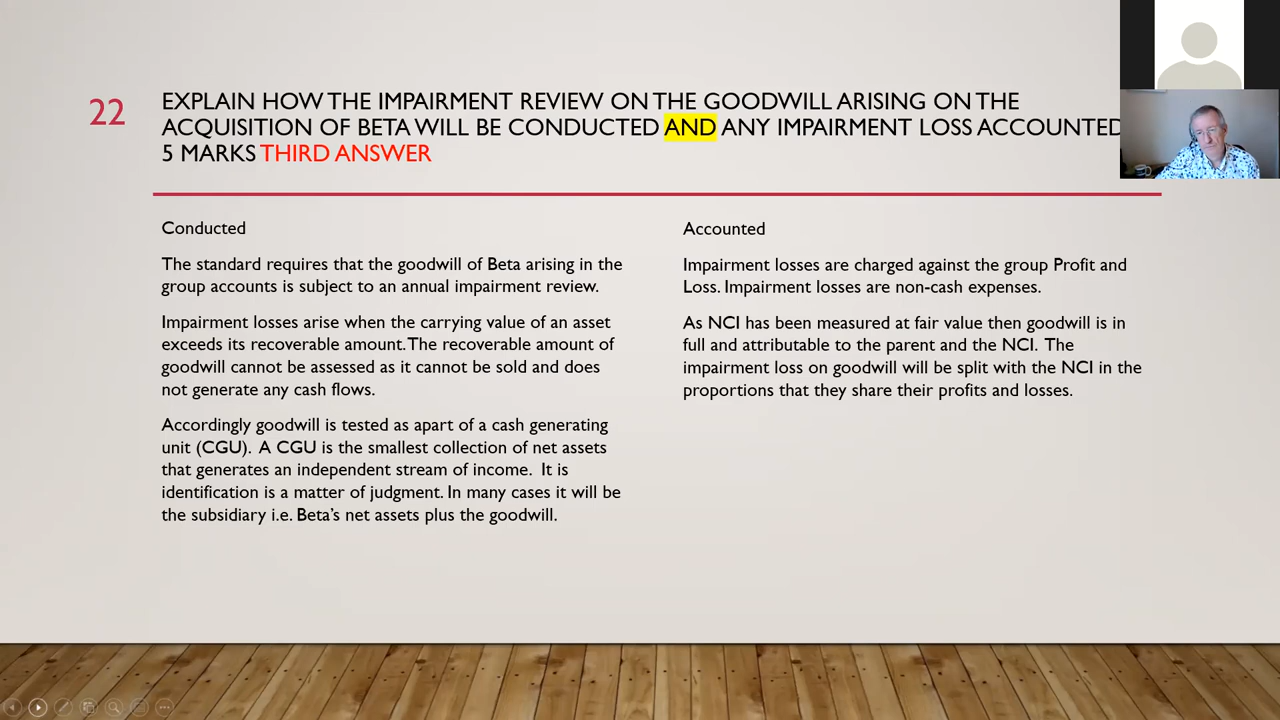 22
EXPLAIN HOW THE IMPAIRMENT REVIEW ON THE GOODWILL ARISING ON THE
ACQUISITION OF BETA WILL BE CONDUCTED AND ANY IMPAIRMENT LOSS ACCOUNTED
5 MARKS THIRD ANSWER
Conducted
The standard requires that the goodwill of Beta arising in the
group accounts is subject to an annual impairment review.
Impairment losses arise when the carrying value of an asset
exceeds its recoverable amount. The recoverable amount of
goodwill cannot be assessed as it cannot be sold and does
not generate any cash flows.
Accordingly goodwill is tested as apart of a cash generating
unit (CGU). A CGU is the smallest collection of net assets
that generates an independent stream of income. It is
identification is a matter of judgment. In many cases it will be
the subsidiary i.e. Beta's net assets plus the goodwill.
Accounted
Impairment losses are charged against the group Profit and
Loss. Impairment losses are non-cash expenses.
As NCI has been measured at fair value then goodwill is in
full and attributable to the parent and the NCI. The
impairment loss on goodwill will be split with the NCI in the
proportions that they share their profits and losses.